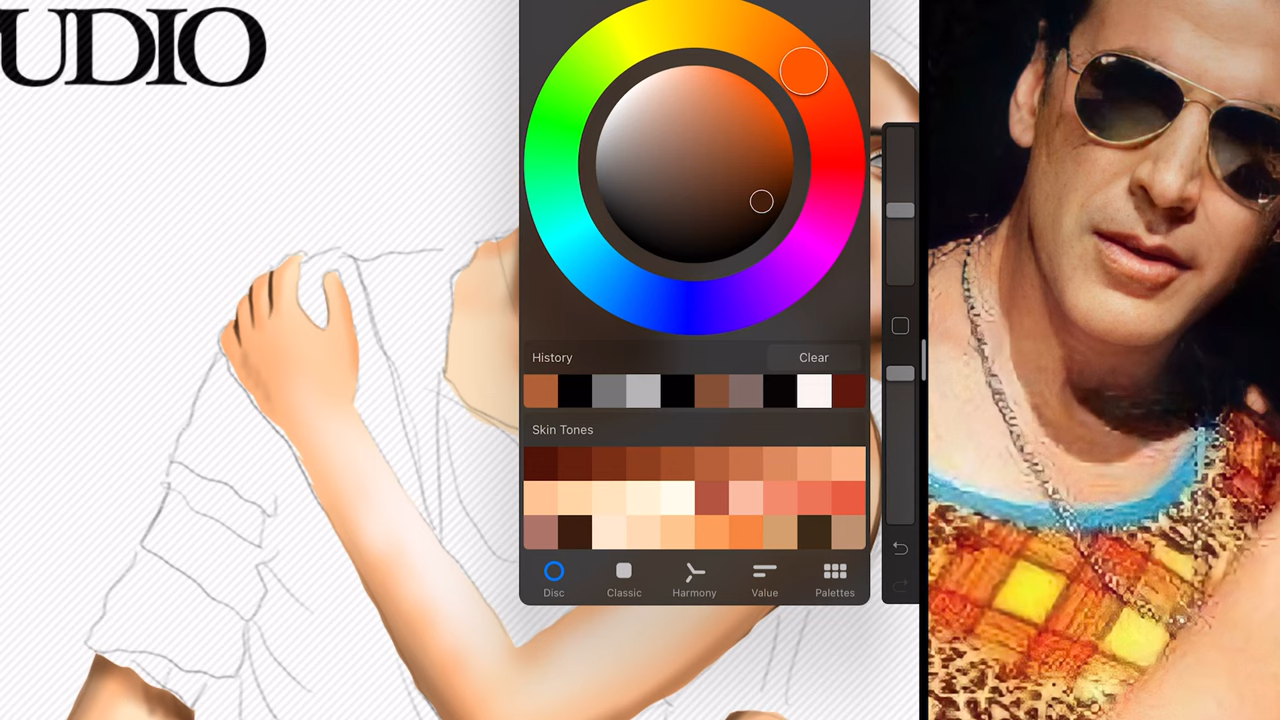 UDIO
History
Clear
Skin Tones
Disc
Classic
Harmony
Value
Palettes